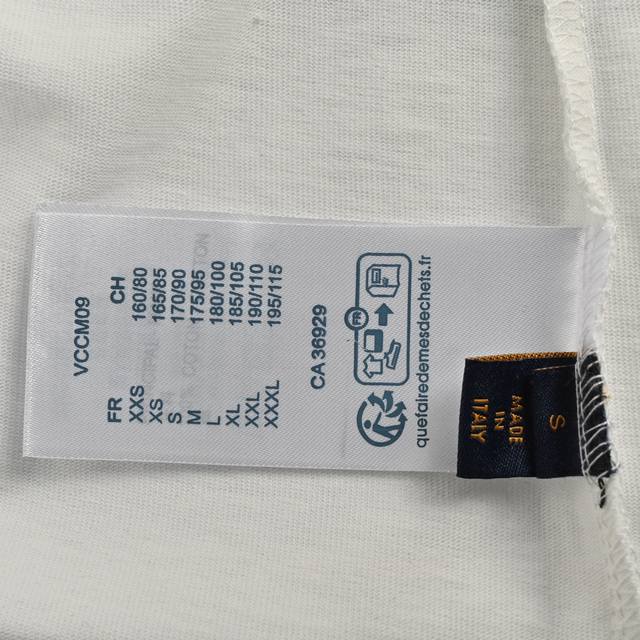 VCCM09
FR CH
XXS 160/80
XS 165/85
S 170/90
M 175/95
L 180/100
XL 185/105
XXL 190/110
XXXL 195/115
CA 36929
FR
quefairedemesdechets.fr
MADE
IN
ITALY
S